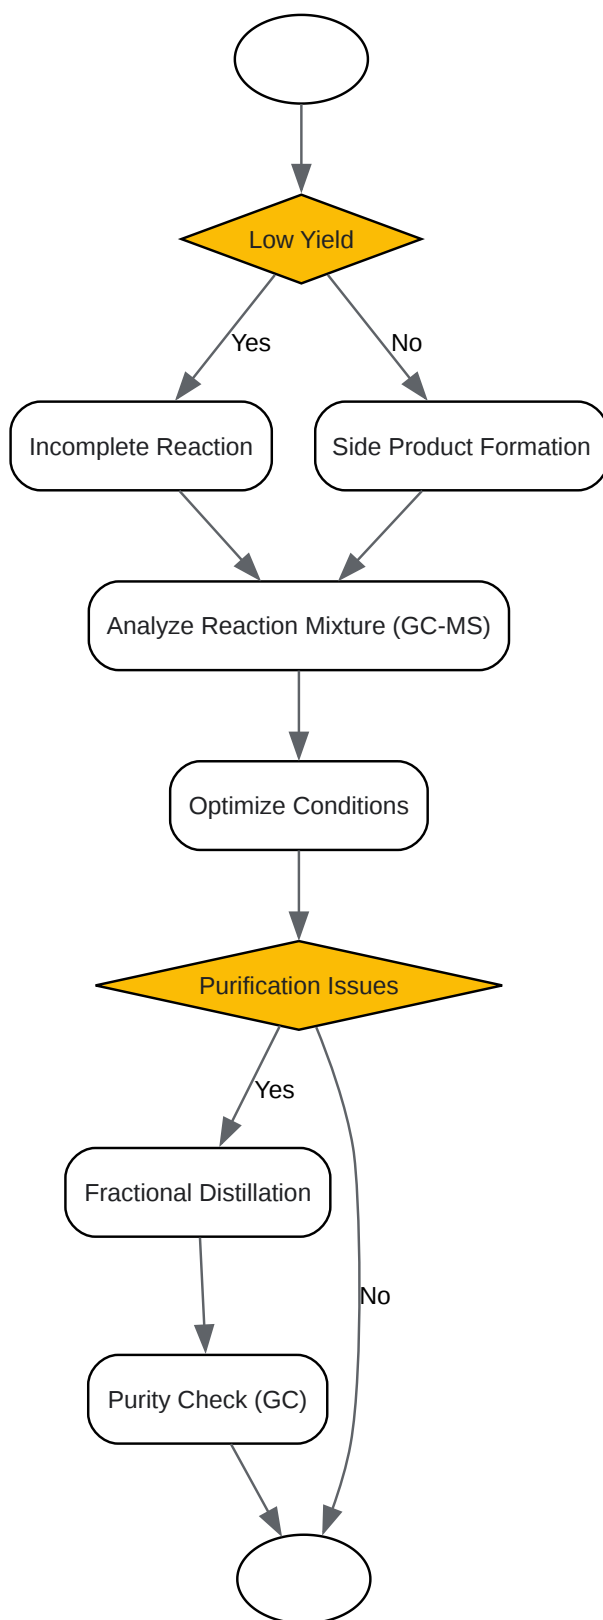 Low Yield
Yes
No
Incomplete Reaction
Side Product Formation
Analyze Reaction Mixture (GC-MS)
Optimize Conditions
Purification Issues
Yes
Fractional Distillation
No
Purity Check (GC)